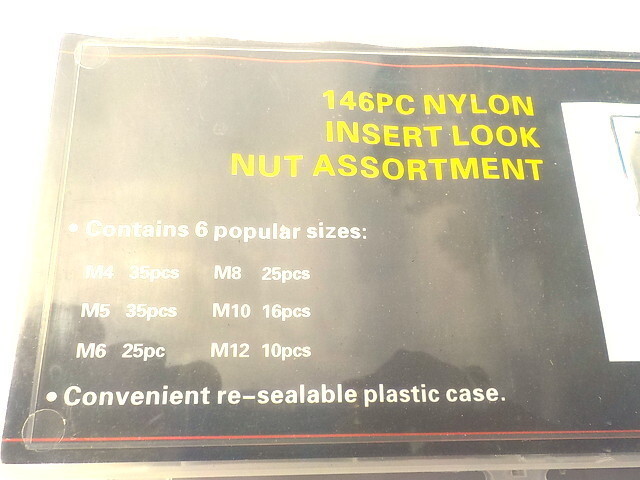 146PC NYLON
INSERT LOOK
NUT ASSORTMENT
• Contains 6 popular sizes:
M4 35pcs M8 25pcs
M5 35pcs M10 16pcs
M6 25pc M12 10pcs
• Convenient re-sealable plastic case.